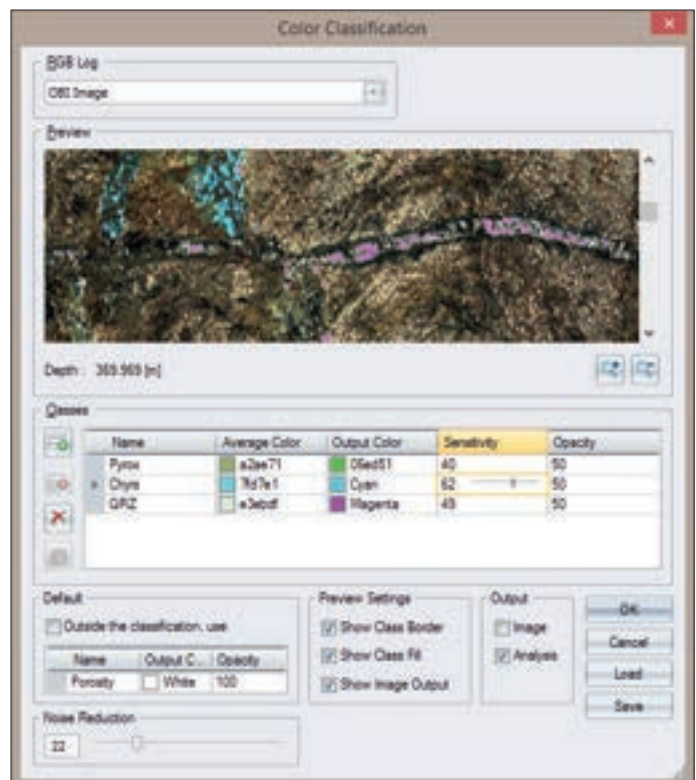 Color Classification
RGB Log
OBI Image
Preview
Depth : 369.969 [m]
Classes
Name Average Color Output Color Sensitivity Opacity
Pyrox a2ae71 06ed51 40 50
Chys 7fd7e1 Cyan 62 50
QRZ e3ebdf Magenta 49 50
Default
Outside the classification, use
Name Output C... Opacity
Porosity White 100
Noise Reduction
22
Preview Settings
Show Class Border
Show Class Fill
Show Image Output
Output
Image
Analysis
OK
Cancel
Load
Save